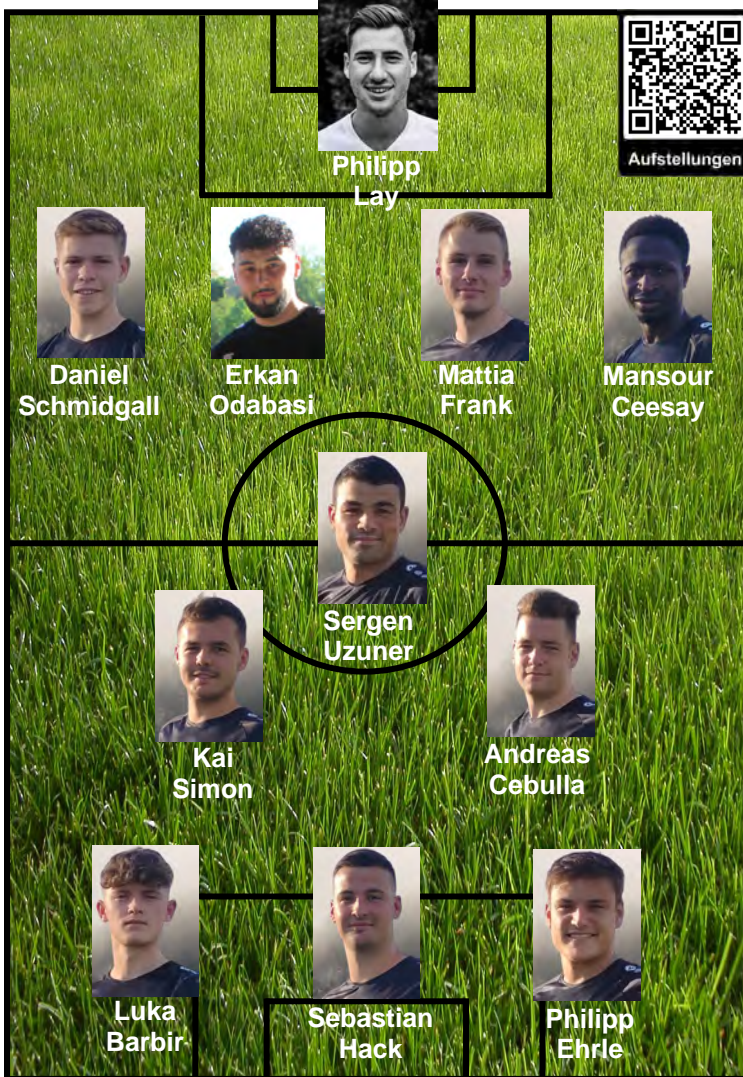 Aufstellungen
Philipp
Lay
Daniel
Schmidgall
Erkan
Odabasi
Mattia
Frank
Mansour
Ceesay
Sergen
Uzuner
Kai
Simon
Andreas
Cebulla
Luka
Barbir
Sebastian
Hack
Philipp
Ehrle